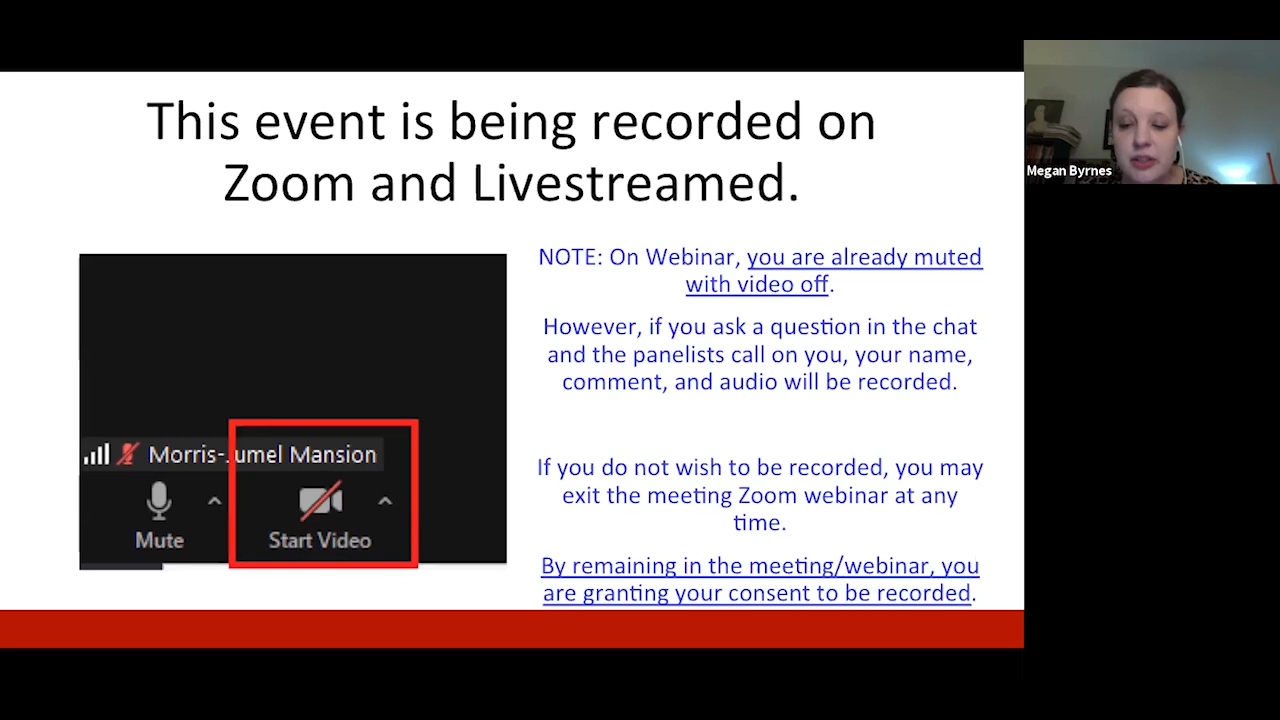 This event is being recorded on
Zoom and Livestreamed.
NOTE: On Webinar, you are already muted
with video off.
However, if you ask a question in the chat
and the panelists call on you, your name,
comment, and audio will be recorded.
If you do not wish to be recorded, you may
exit the meeting Zoom webinar at any
time.
By remaining in the meeting/webinar, you
are granting your consent to be recorded.
Morris-Jumel Mansion
Mute
Start Video
Megan Byrnes